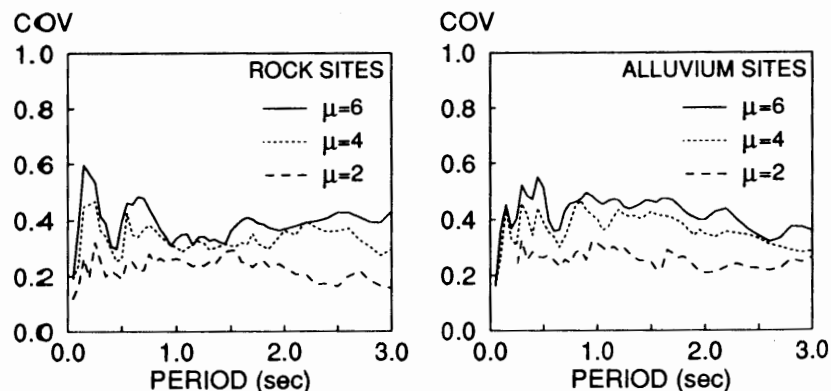 COV
1.0
0.8
0.6
0.4
0.2
0.0
0.0 1.0 2.0 3.0
PERIOD (sec)
ROCK SITES
μ=6
μ=4
μ=2
COV
1.0
0.8
0.6
0.4
0.2
0.0
0.0 1.0 2.0 3.0
PERIOD (sec)
ALLUVIUM SITES
μ=6
μ=4
μ=2